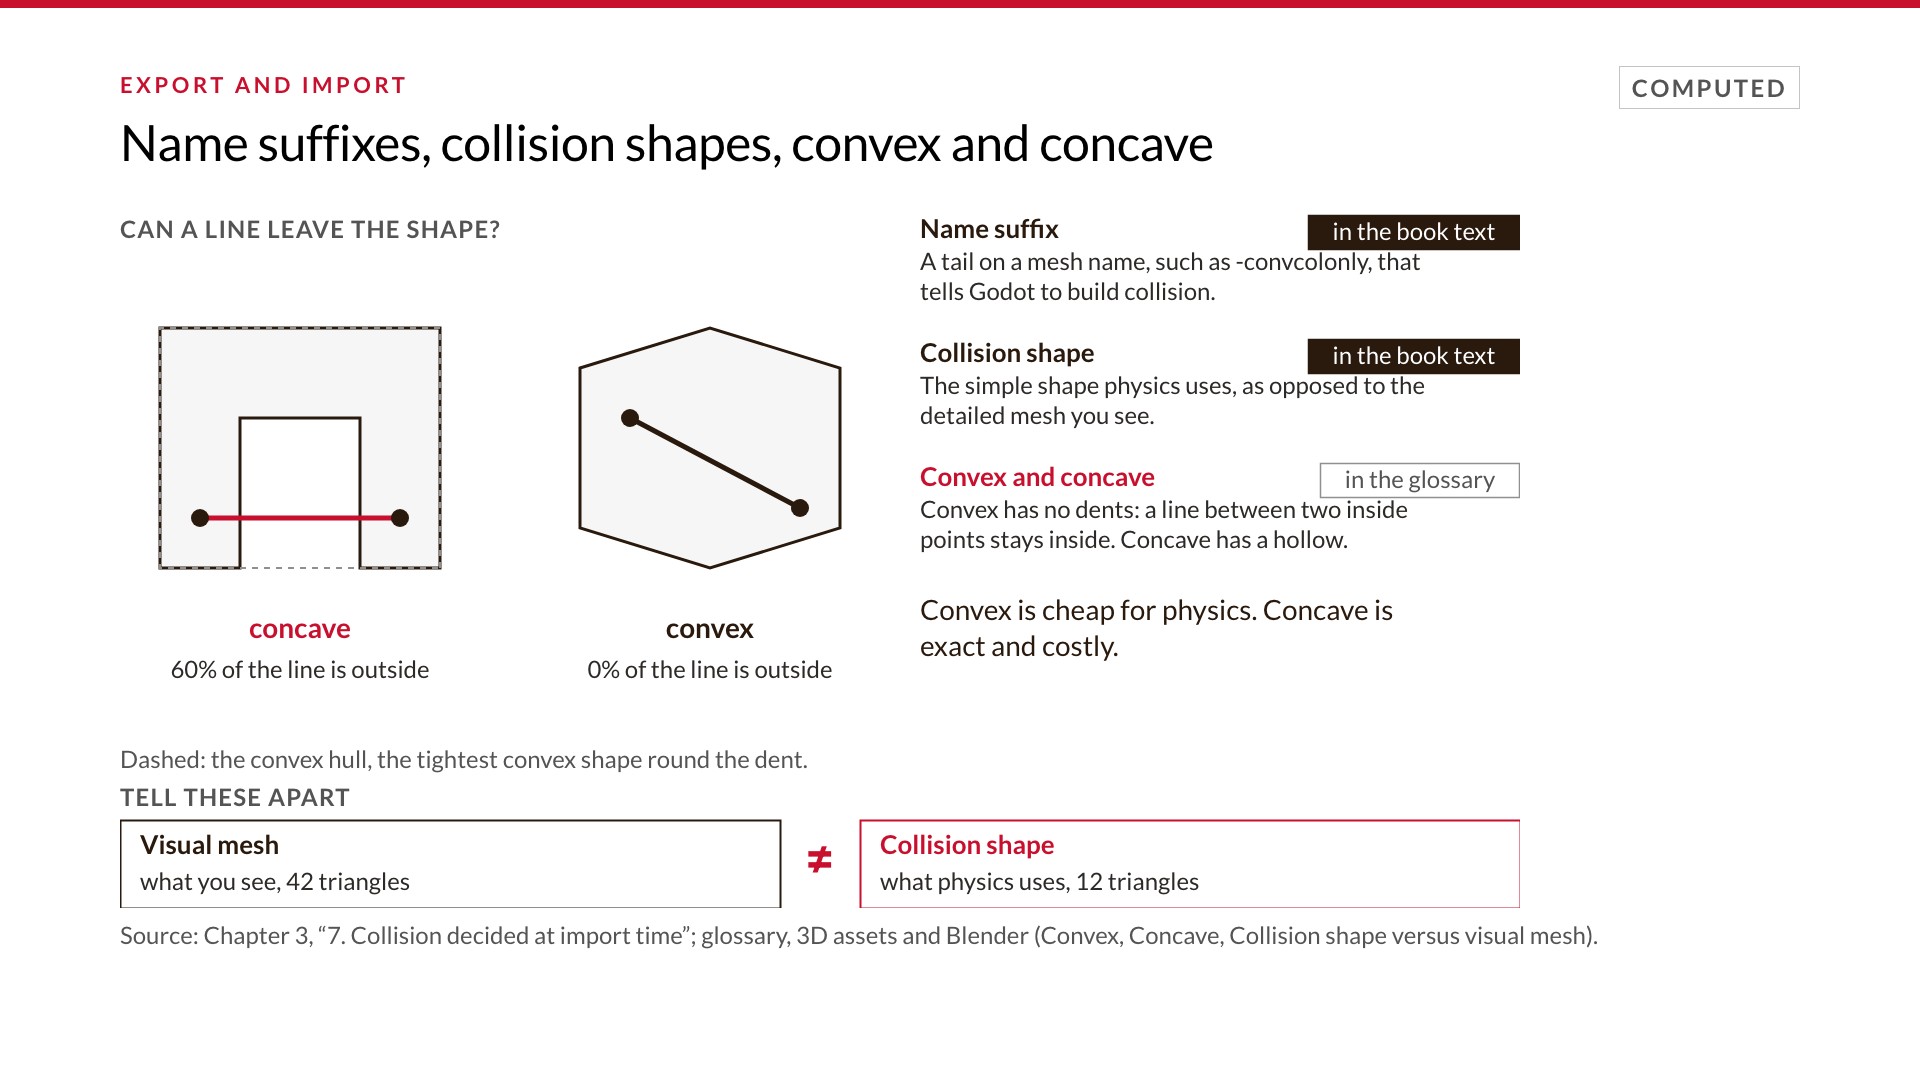 EXPORT AND IMPORT
COMPUTED
Name suffixes, collision shapes, convex and concave
CAN A LINE LEAVE THE SHAPE?
concave
60% of the line is outside
convex
0% of the line is outside
Name suffix
in the book text
A tail on a mesh name, such as -convcolonly, that
tells Godot to build collision.
Collision shape
in the book text
The simple shape physics uses, as opposed to the
detailed mesh you see.
Convex and concave
in the glossary
Convex has no dents: a line between two inside
points stays inside. Concave has a hollow.
Convex is cheap for physics. Concave is
exact and costly.
Dashed: the convex hull, the tightest convex shape round the dent.
TELL THESE APART
Visual mesh
what you see, 42 triangles
≠
Collision shape
what physics uses, 12 triangles
Source: Chapter 3, “7. Collision decided at import time”; glossary, 3D assets and Blender (Convex, Concave, Collision shape versus visual mesh).